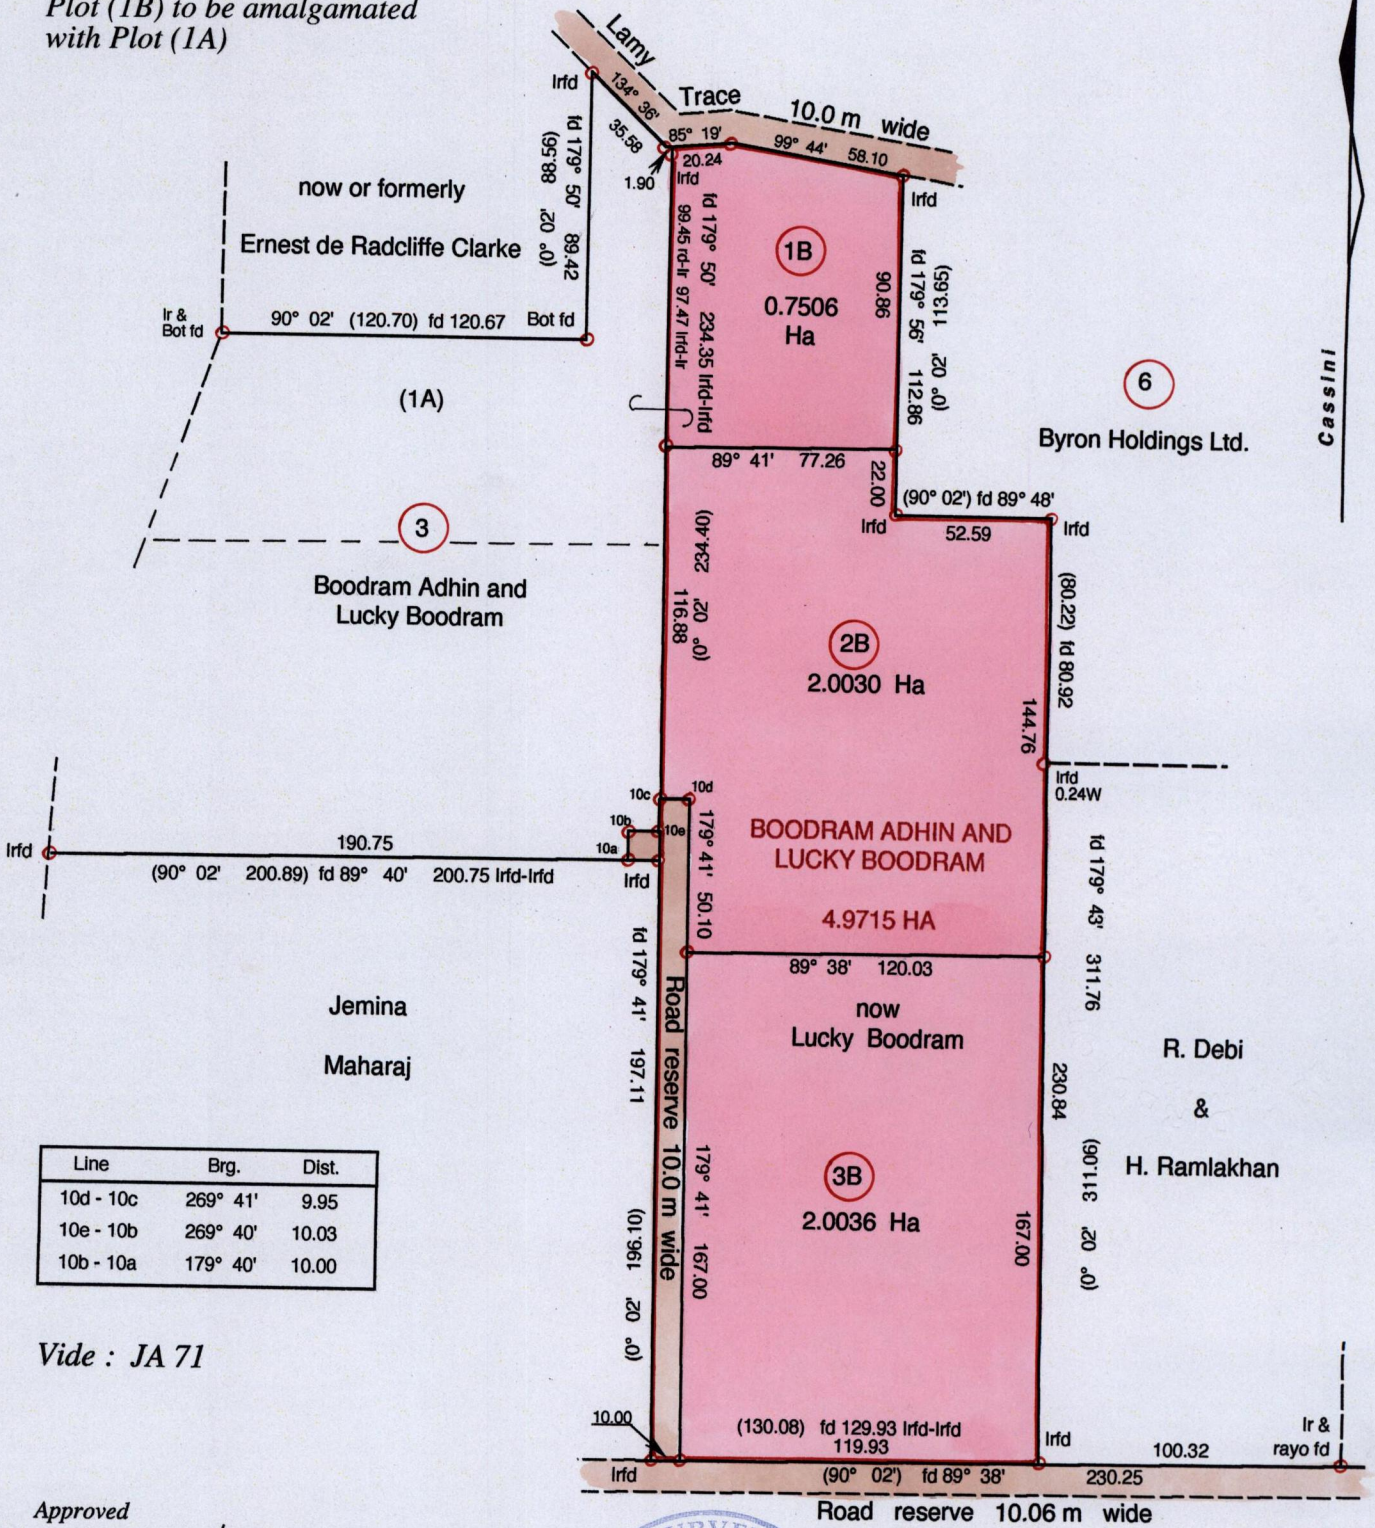 Plot (1B) to be amalgamated
with Plot (1A)
Lamy
Trace
10.0 m wide
Irfd
134° 36'
35.58
85° 19'
20.24
99° 44' 58.10
1.90
Irfd
Irfd
fd 179° 50' 89.42
(0° 02' 88.56)
now or formerly
Ernest de Radcliffe Clarke
Ir &
Bot fd
90° 02' (120.70) fd 120.67
Bot fd
(1A)
fd 179° 50' 234.35 Irfd-Irfd
99.45 rd-Ir 97.47 Irfd-Ir
1B
0.7506
Ha
90.86
fd 179° 56' 112.86
(0° 02' 113.65)
6
Byron Holdings Ltd.
Cassini
89° 41' 77.26
22.00
(90° 02') fd 89° 48'
Irfd
52.59
Irfd
3
Boodram Adhin and
Lucky Boodram
(0° 02' 234.40)
116.88
2B
2.0030 Ha
(80.22) fd 80.92
144.76
Irfd
0.24W
10c
10d
10b
10e
10a
Irfd
190.75
(90° 02' 200.89) fd 89° 40' 200.75 Irfd-Irfd
Irfd
179° 41' 50.10
BOODRAM ADHIN AND
LUCKY BOODRAM
4.9715 HA
fd 179° 43' 311.76
89° 38' 120.03
now
Lucky Boodram
fd 179° 41' 197.11
Road reserve 10.0 m wide
Jemina
Maharaj
R. Debi
&
H. Ramlakhan
230.84
(0° 02' 311.06)
Line Brg. Dist.
10d - 10c 269° 41' 9.95
10e - 10b 269° 40' 10.03
10b - 10a 179° 40' 10.00
3B
2.0036 Ha
179° 41' 167.00
167.00
(0° 02' 196.10)
Vide : JA 71
10.00
(130.08) fd 129.93 Irfd-Irfd
119.93
Irfd
Ir &
rayo fd
100.32
Irfd
(90° 02') fd 89° 38'
230.25
Road reserve 10.06 m wide
Approved